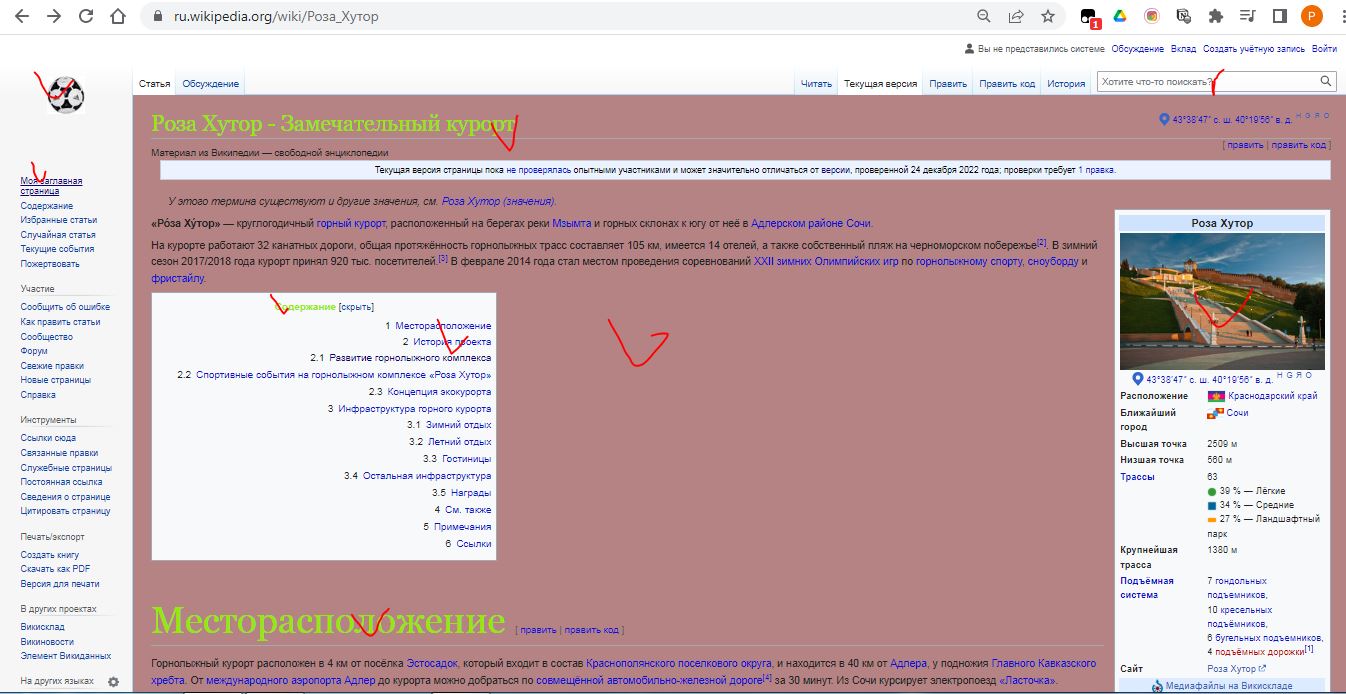 ru.wikipedia.org/wiki/Роза_Хутор
1
P
Вы не представились системе Обсуждение Вклад Создать учётную запись Войти
Статья Обсуждение
Читать Текущая версия Править Править код История
Хотите что-то поискать?
Моя заглавная
страница
Содержание
Избранные статьи
Случайная статья
Текущие события
Пожертвовать
Участие
Сообщить об ошибке
Как править статьи
Сообщество
Форум
Свежие правки
Новые страницы
Справка
Инструменты
Ссылки сюда
Связанные правки
Служебные страницы
Постоянная ссылка
Сведения о странице
Цитировать страницу
Печать/экспорт
Создать книгу
Скачать как PDF
Версия для печати
В других проектах
Викисклад
Викиновости
Элемент Викиданных
На других языках
Роза Хутор - Замечательный курорт
43°38′47″ с. ш. 40°19′56″ в. д. H G Я O
[ править | править код ]
Материал из Википедии — свободной энциклопедии
Текущая версия страницы пока не проверялась опытными участниками и может значительно отличаться от версии, проверенной 24 декабря 2022 года; проверки требует 1 правка.
У этого термина существуют и другие значения, см. Роза Хутор (значения).
«Ро́за Ху́тор» — круглогодичный горный курорт, расположенный на берегах реки Мзымта и горных склонах к югу от неё в Адлерском районе Сочи.
На курорте работают 32 канатных дороги, общая протяжённость горнолыжных трасс составляет 105 км, имеется 14 отелей, а также собственный пляж на черноморском побережье[2]. В зимний
сезон 2017/2018 года курорт принял 920 тыс. посетителей.[3] В феврале 2014 года стал местом проведения соревнований XXII зимних Олимпийских игр по горнолыжному спорту, сноуборду и
фристайлу.
Содержание [скрыть]
1 Месторасположение
2 История проекта
2.1 Развитие горнолыжного комплекса
2.2 Спортивные события на горнолыжном комплексе «Роза Хутор»
2.3 Концепция экокурорта
3 Инфраструктура горного курорта
3.1 Зимний отдых
3.2 Летний отдых
3.3 Гостиницы
3.4 Остальная инфраструктура
3.5 Награды
4 См. также
5 Примечания
6 Ссылки
Месторасположение [ править | править код ]
Горнолыжный курорт расположен в 4 км от посёлка Эстосадок, который входит в состав Краснополянского поселкового округа, и находится в 40 км от Адлера, у подножия Главного Кавказского
хребта. От международного аэропорта Адлер до курорта можно добраться по совмещённой автомобильно-железной дороге[4] за 30 минут. Из Сочи курсирует электропоезд «Ласточка».
Роза Хутор
43°38′47″ с. ш. 40°19′56″ в. д. H G Я O
Расположение Краснодарский край
Ближайший Сочи
город
Высшая точка 2509 м
Низшая точка 560 м
Трассы 63
39 % — Лёгкие
34 % — Средние
27 % — Ландшафтный
парк
Крупнейшая 1380 м
трасса
Подъёмная 7 гондольных
система подъемников,
10 кресельных
подъёмников,
6 бугельных подъемников,
4 подъёмных дорожки[1]
Сайт Роза Хутор
Медиафайлы на Викискладе